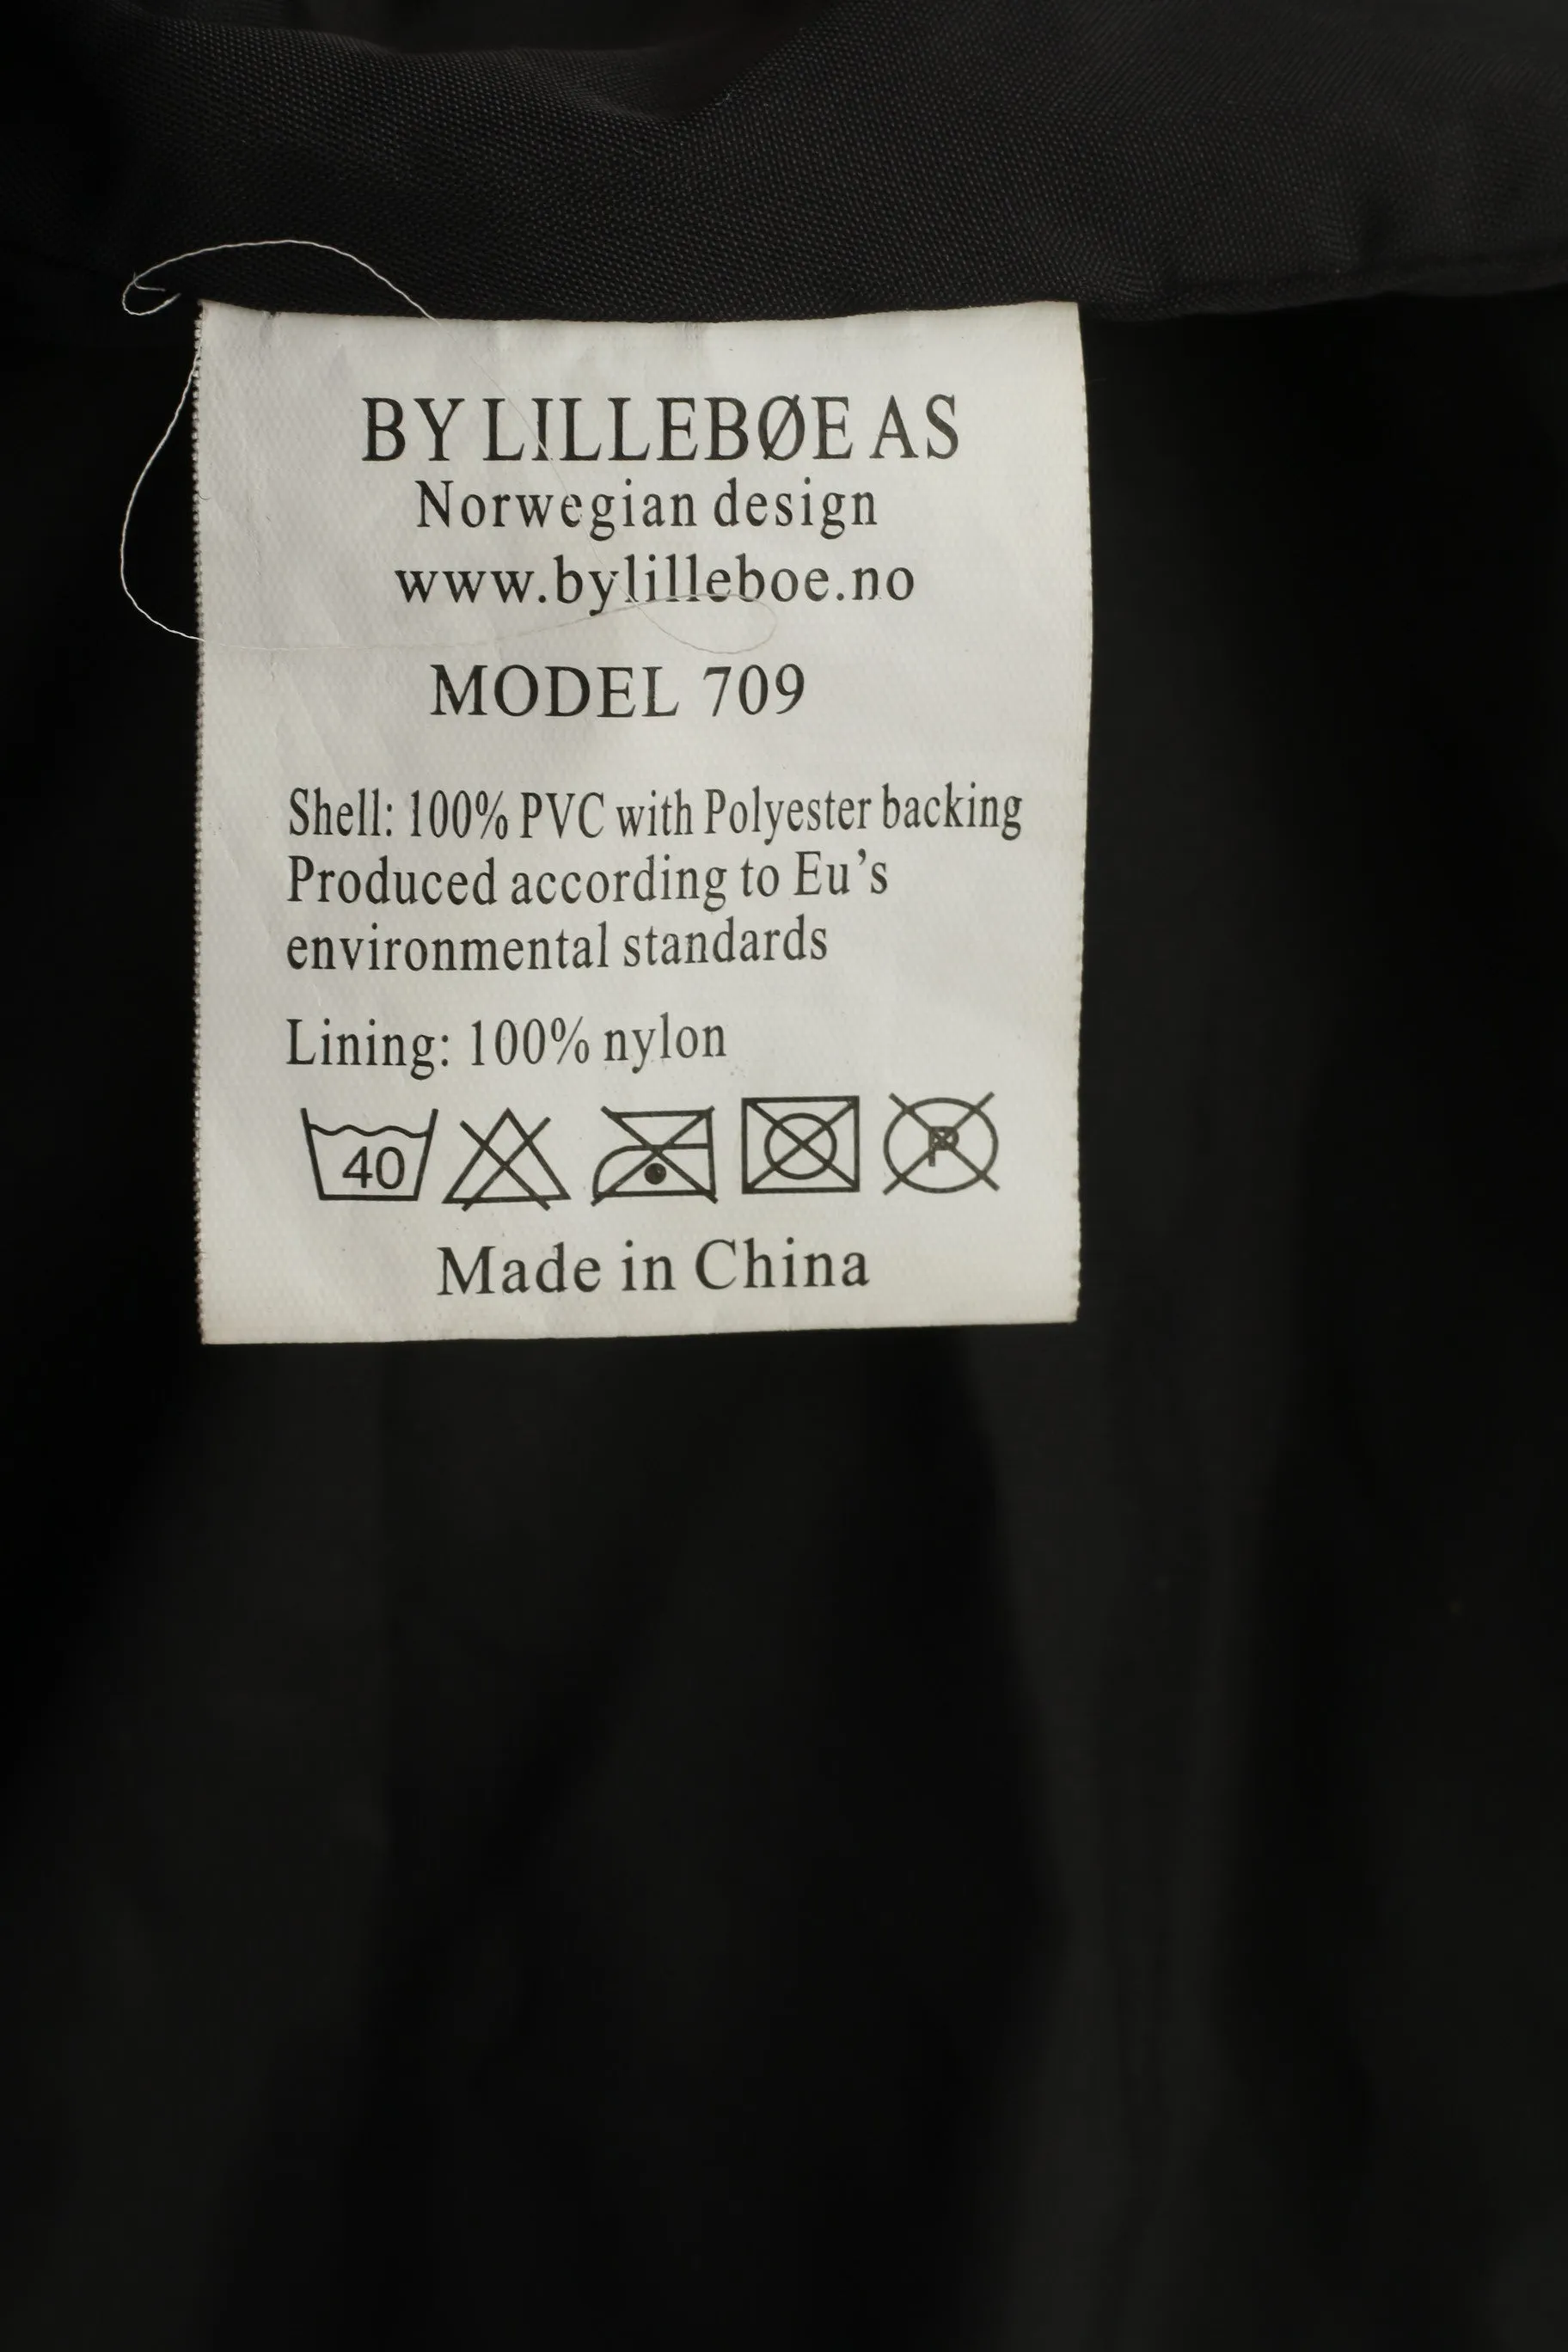 BY LILLEBØE AS
Norwegian design
www.bylilleboe.no
MODEL 709
Shell: 100% PVC with Polyester backing
Produced according to Eu's
environmental standards
Lining: 100% nylon
40 P
Made in China